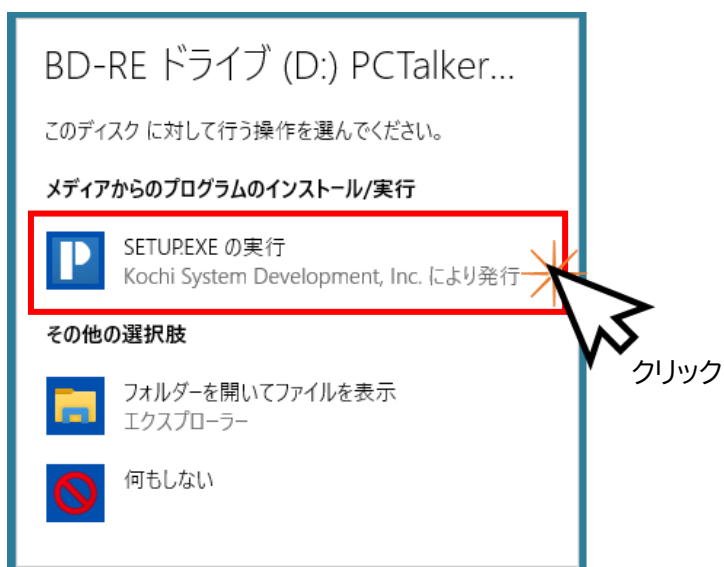 BD-RE ドライブ (D:) PCTalker...
このディスク に対して行う操作を選んでください。
メディアからのプログラムのインストール/実行
SETUP.EXE の実行
Kochi System Development, Inc. により発行
その他の選択肢
フォルダーを開いてファイルを表示
エクスプローラー
何もしない
クリック